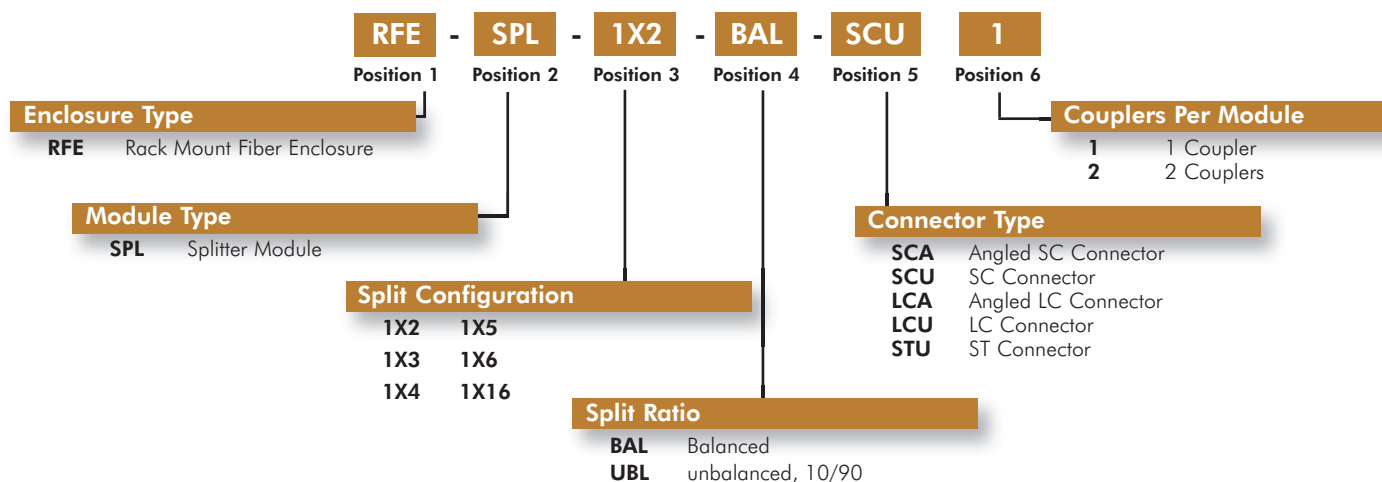 RFE - SPL - 1X2 - BAL - SCU 1
Position 1 Position 2 Position 3 Position 4 Position 5 Position 6
Enclosure Type
RFE Rack Mount Fiber Enclosure
Couplers Per Module
1 1 Coupler
2 2 Couplers
Module Type
SPL Splitter Module
Connector Type
SCA Angled SC Connector
SCU SC Connector
LCA Angled LC Connector
LCU LC Connector
STU ST Connector
Split Configuration
1X2 1X5
1X3 1X6
1X4 1X16
Split Ratio
BAL Balanced
UBL unbalanced, 10/90